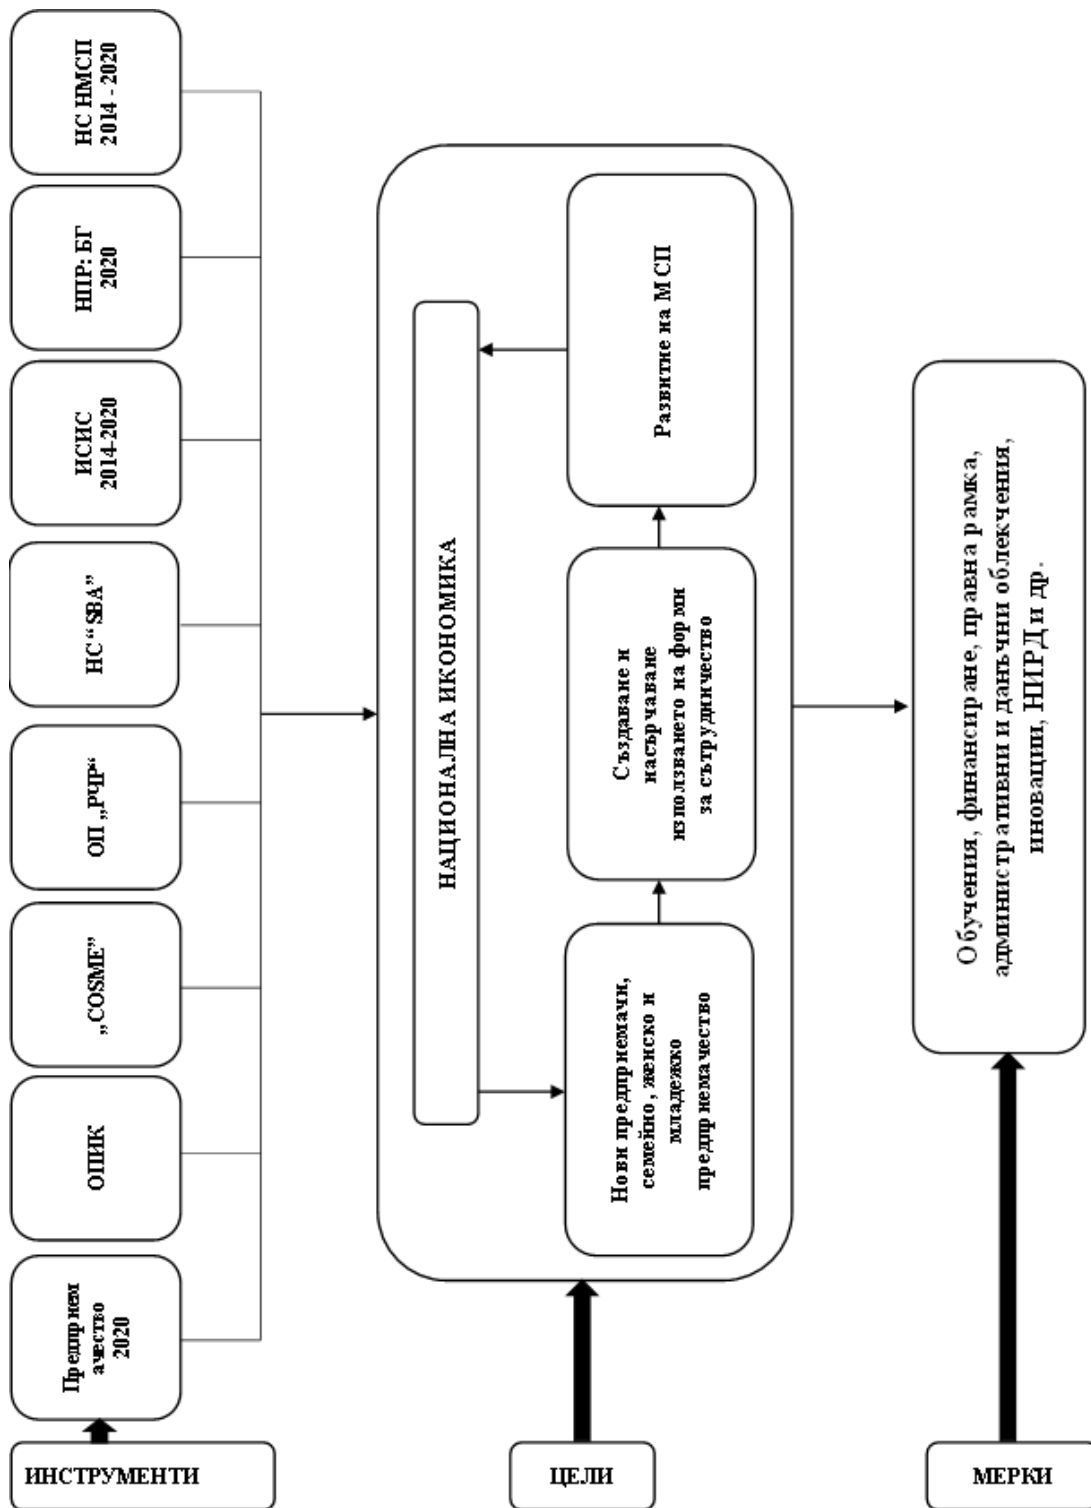 ИНСТРУМЕНТИ
Предприем
ачество
2020
ОПИК
„COSME”
ОП „РЧР“
НС “SBA”
ИСИС
2014-2020
НПР: БГ
2020
НС НМСП
2014 - 2020
ЦЕЛИ
НАЦИОНАЛНА ИКОНОМИКА
Нови предприемачи,
семейно, женско и
младежко
предприемачество
Създаване и
насърчаване
използването на форми
за сътрудничество
Развитие на МСП
МЕРКИ
Обучения, финансиране, правна рамка,
административни и данъчни облекчения,
иновации, НИРД и др.